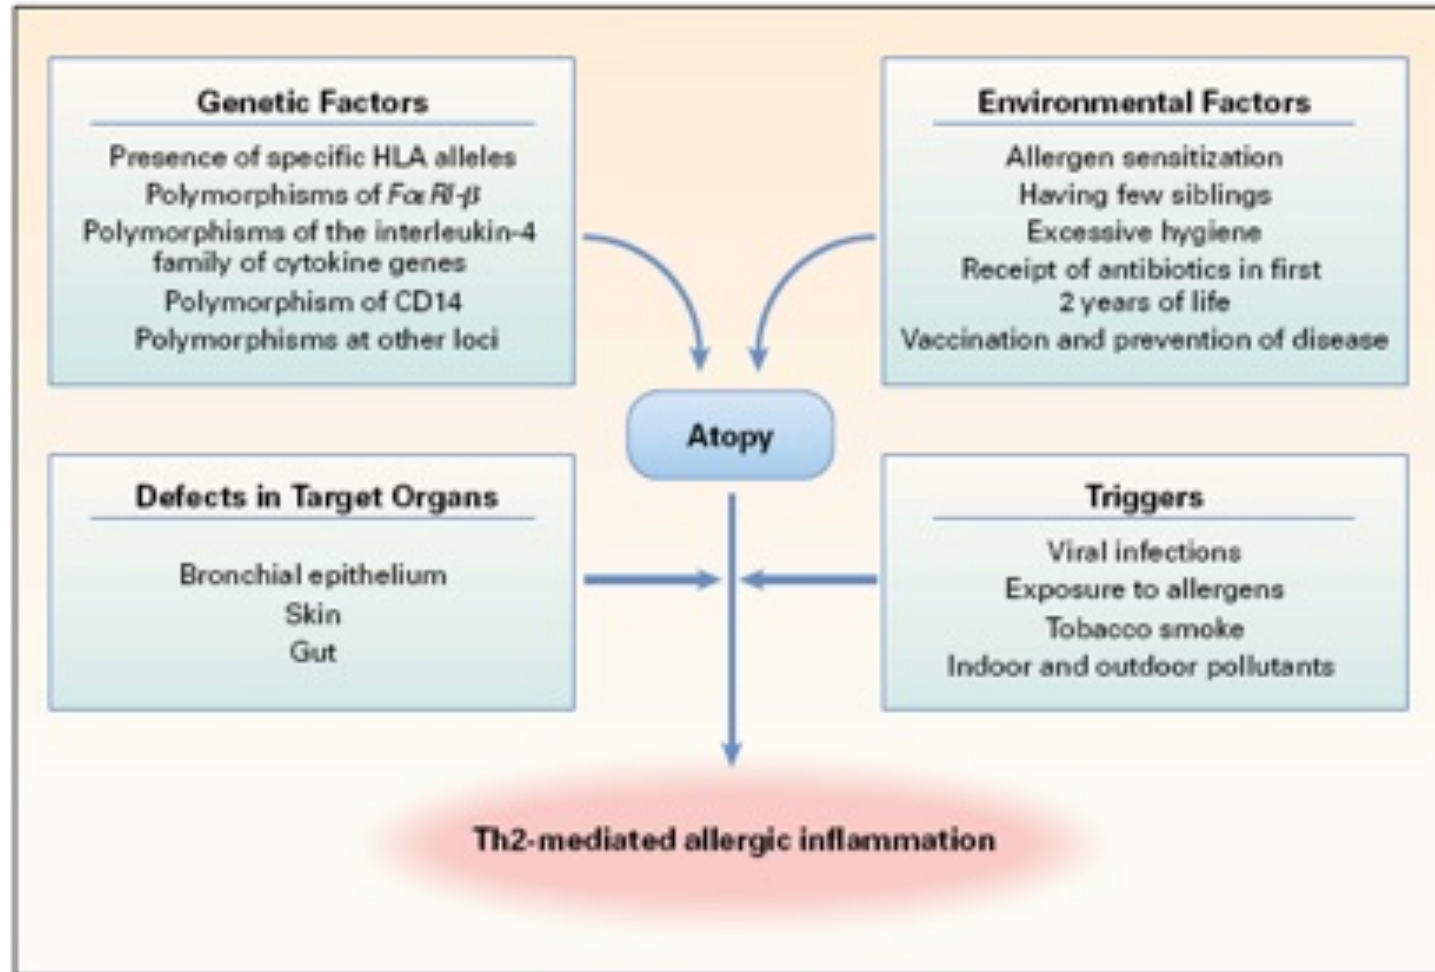 Genetic Factors
Presence of specific HLA alleles
Polymorphisms of FcεRI-β
Polymorphisms of the interleukin-4
family of cytokine genes
Polymorphism of CD14
Polymorphisms at other loci
Environmental Factors
Allergen sensitization
Having few siblings
Excessive hygiene
Receipt of antibiotics in first
2 years of life
Vaccination and prevention of disease
Atopy
Defects in Target Organs
Bronchial epithelium
Skin
Gut
Triggers
Viral infections
Exposure to allergens
Tobacco smoke
Indoor and outdoor pollutants
Th2-mediated allergic inflammation